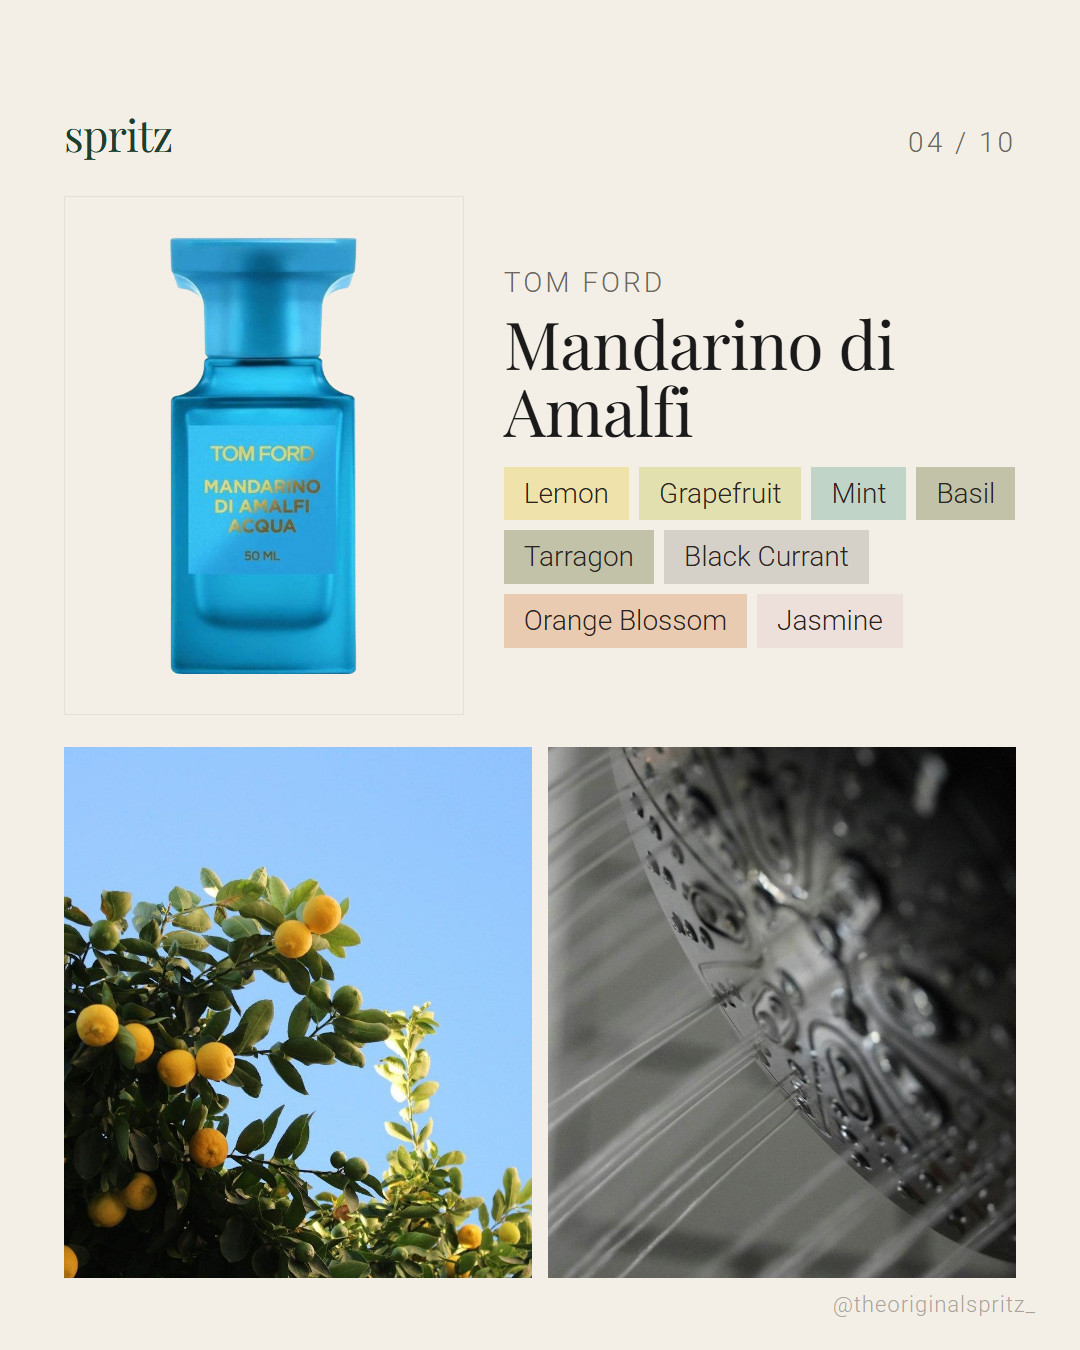 spritz
04 / 10
TOM FORD
MANDARINO
DI AMALFI
ACQUA
50 ML
TOM FORD
Mandarino di
Amalfi
Lemon Grapefruit Mint Basil
Tarragon Black Currant
Orange Blossom Jasmine
@theoriginalspritz_